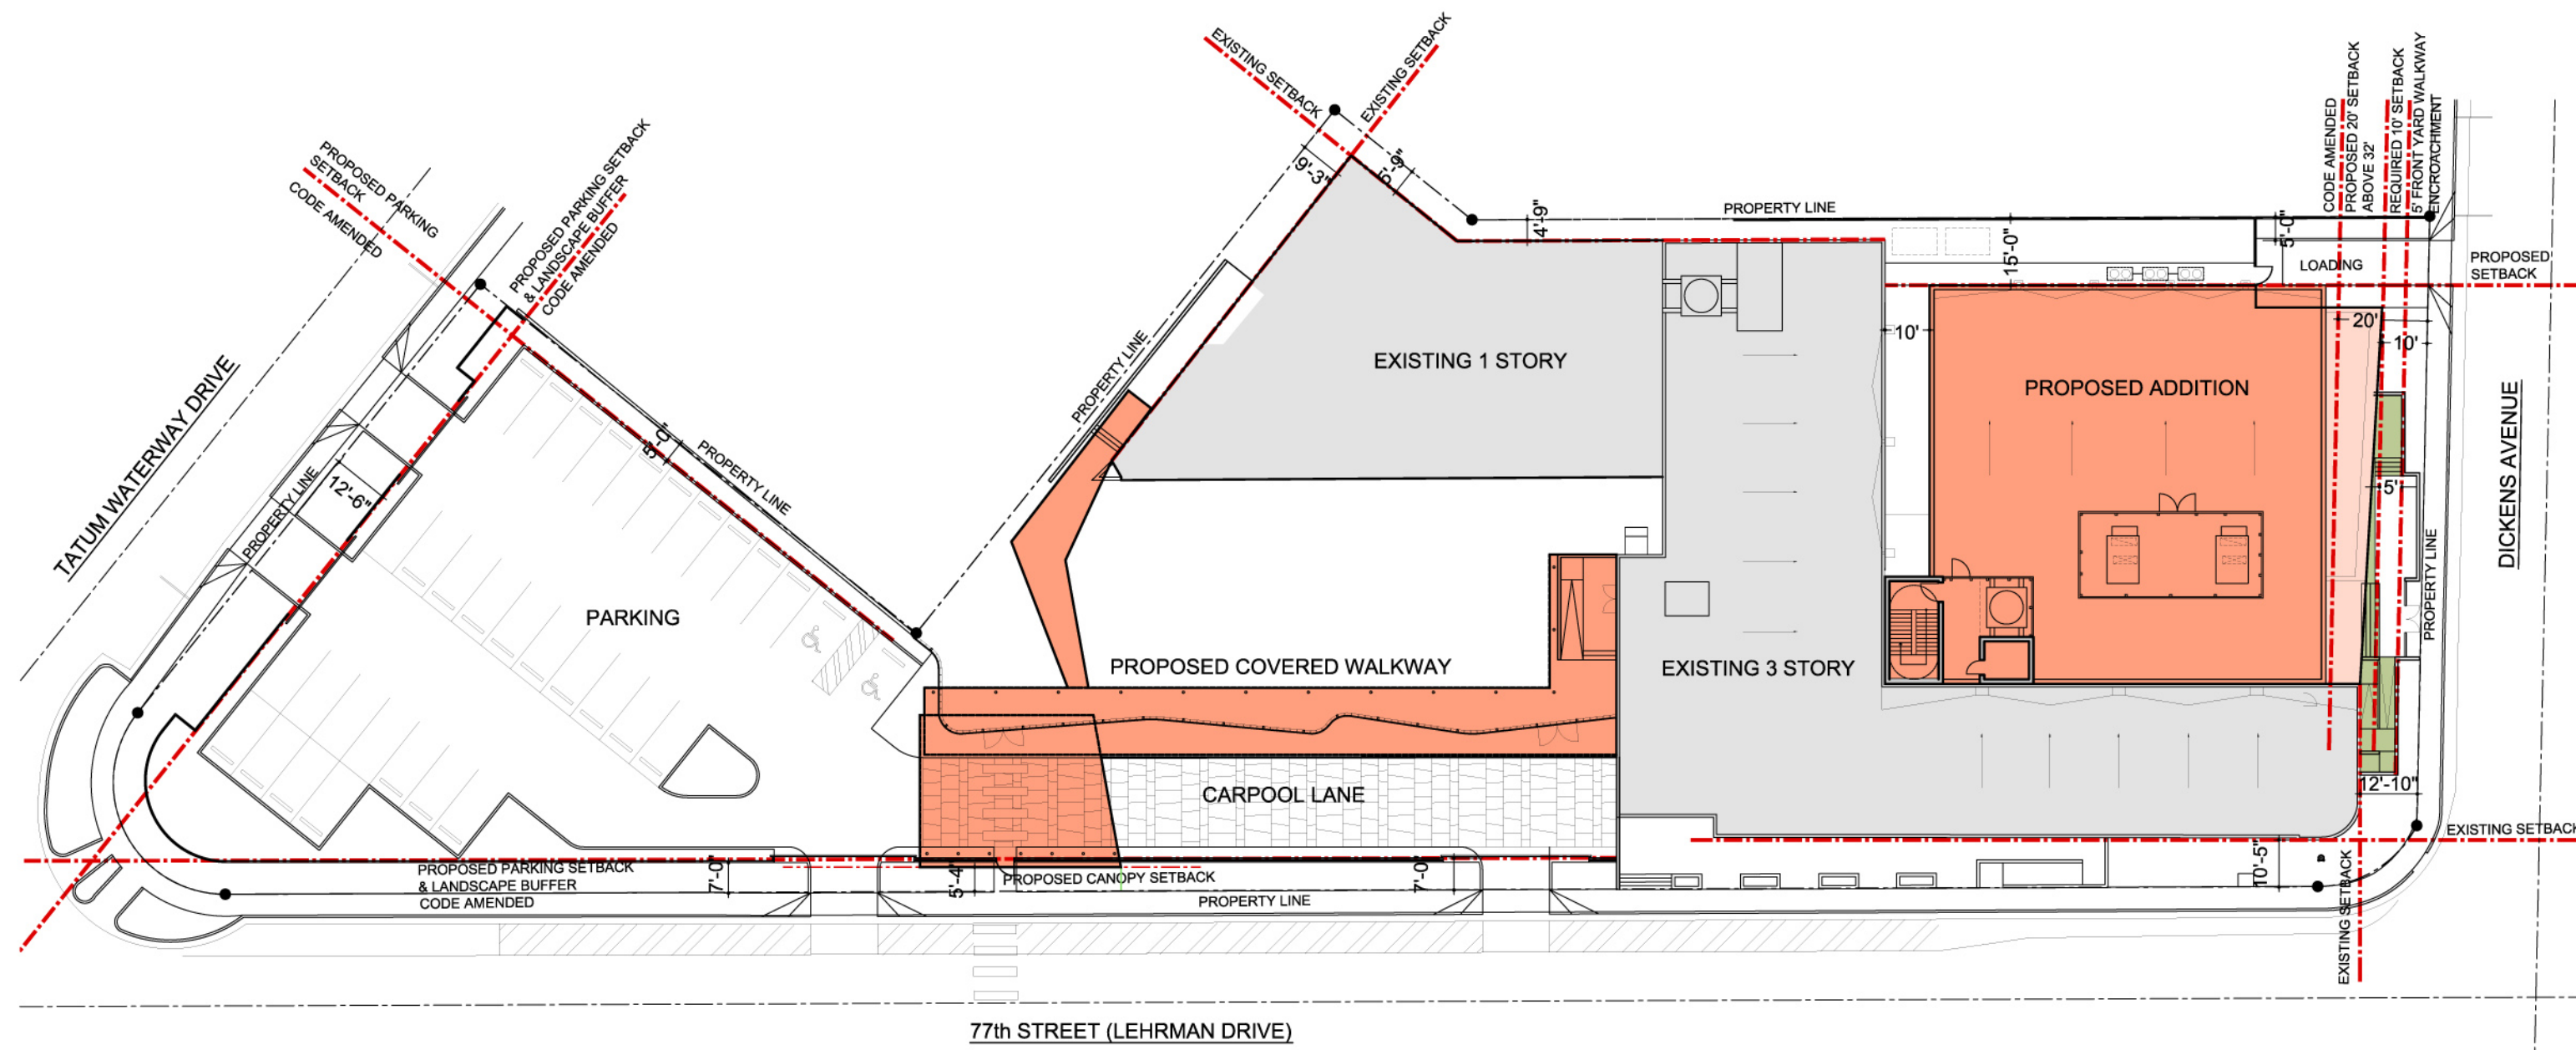 EXISTING SETBACK
EXISTING SETBACK
PROPOSED PARKING
SETBACK
CODE AMENDED
PROPOSED PARKING SETBACK
& LANDSCAPE BUFFER
CODE AMENDED
CODE AMENDED
PROPOSED 20' SETBACK
ABOVE 32'
REQUIRED 10' SETBACK
5' FRONT YARD WALKWAY
ENCROACHMENT
9'-3"
5'-9"
4'-9"
PROPERTY LINE
15'-0"
5'-0"
LOADING
PROPOSED
SETBACK
20'
10'
10'
TATUM WATERWAY DRIVE
PROPERTY LINE
12'-6"
5'-0"
PROPERTY LINE
PROPERTY LINE
EXISTING 1 STORY
PROPOSED ADDITION
5'
DICKENS AVENUE
PROPERTY LINE
PARKING
PROPOSED COVERED WALKWAY
EXISTING 3 STORY
CARPOOL LANE
12'-10"
EXISTING SETBACK
10'-5"
EXISTING SETBACK
PROPOSED PARKING SETBACK
& LANDSCAPE BUFFER
CODE AMENDED
7'-0"
5'-4"
PROPOSED CANOPY SETBACK
7'-0"
PROPERTY LINE
77th STREET (LEHRMAN DRIVE)